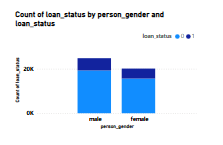 Count of loan_status by person_gender and
loan_status
loan_status 0 1
Count of loan_status
20K
0K
male female
person_gender